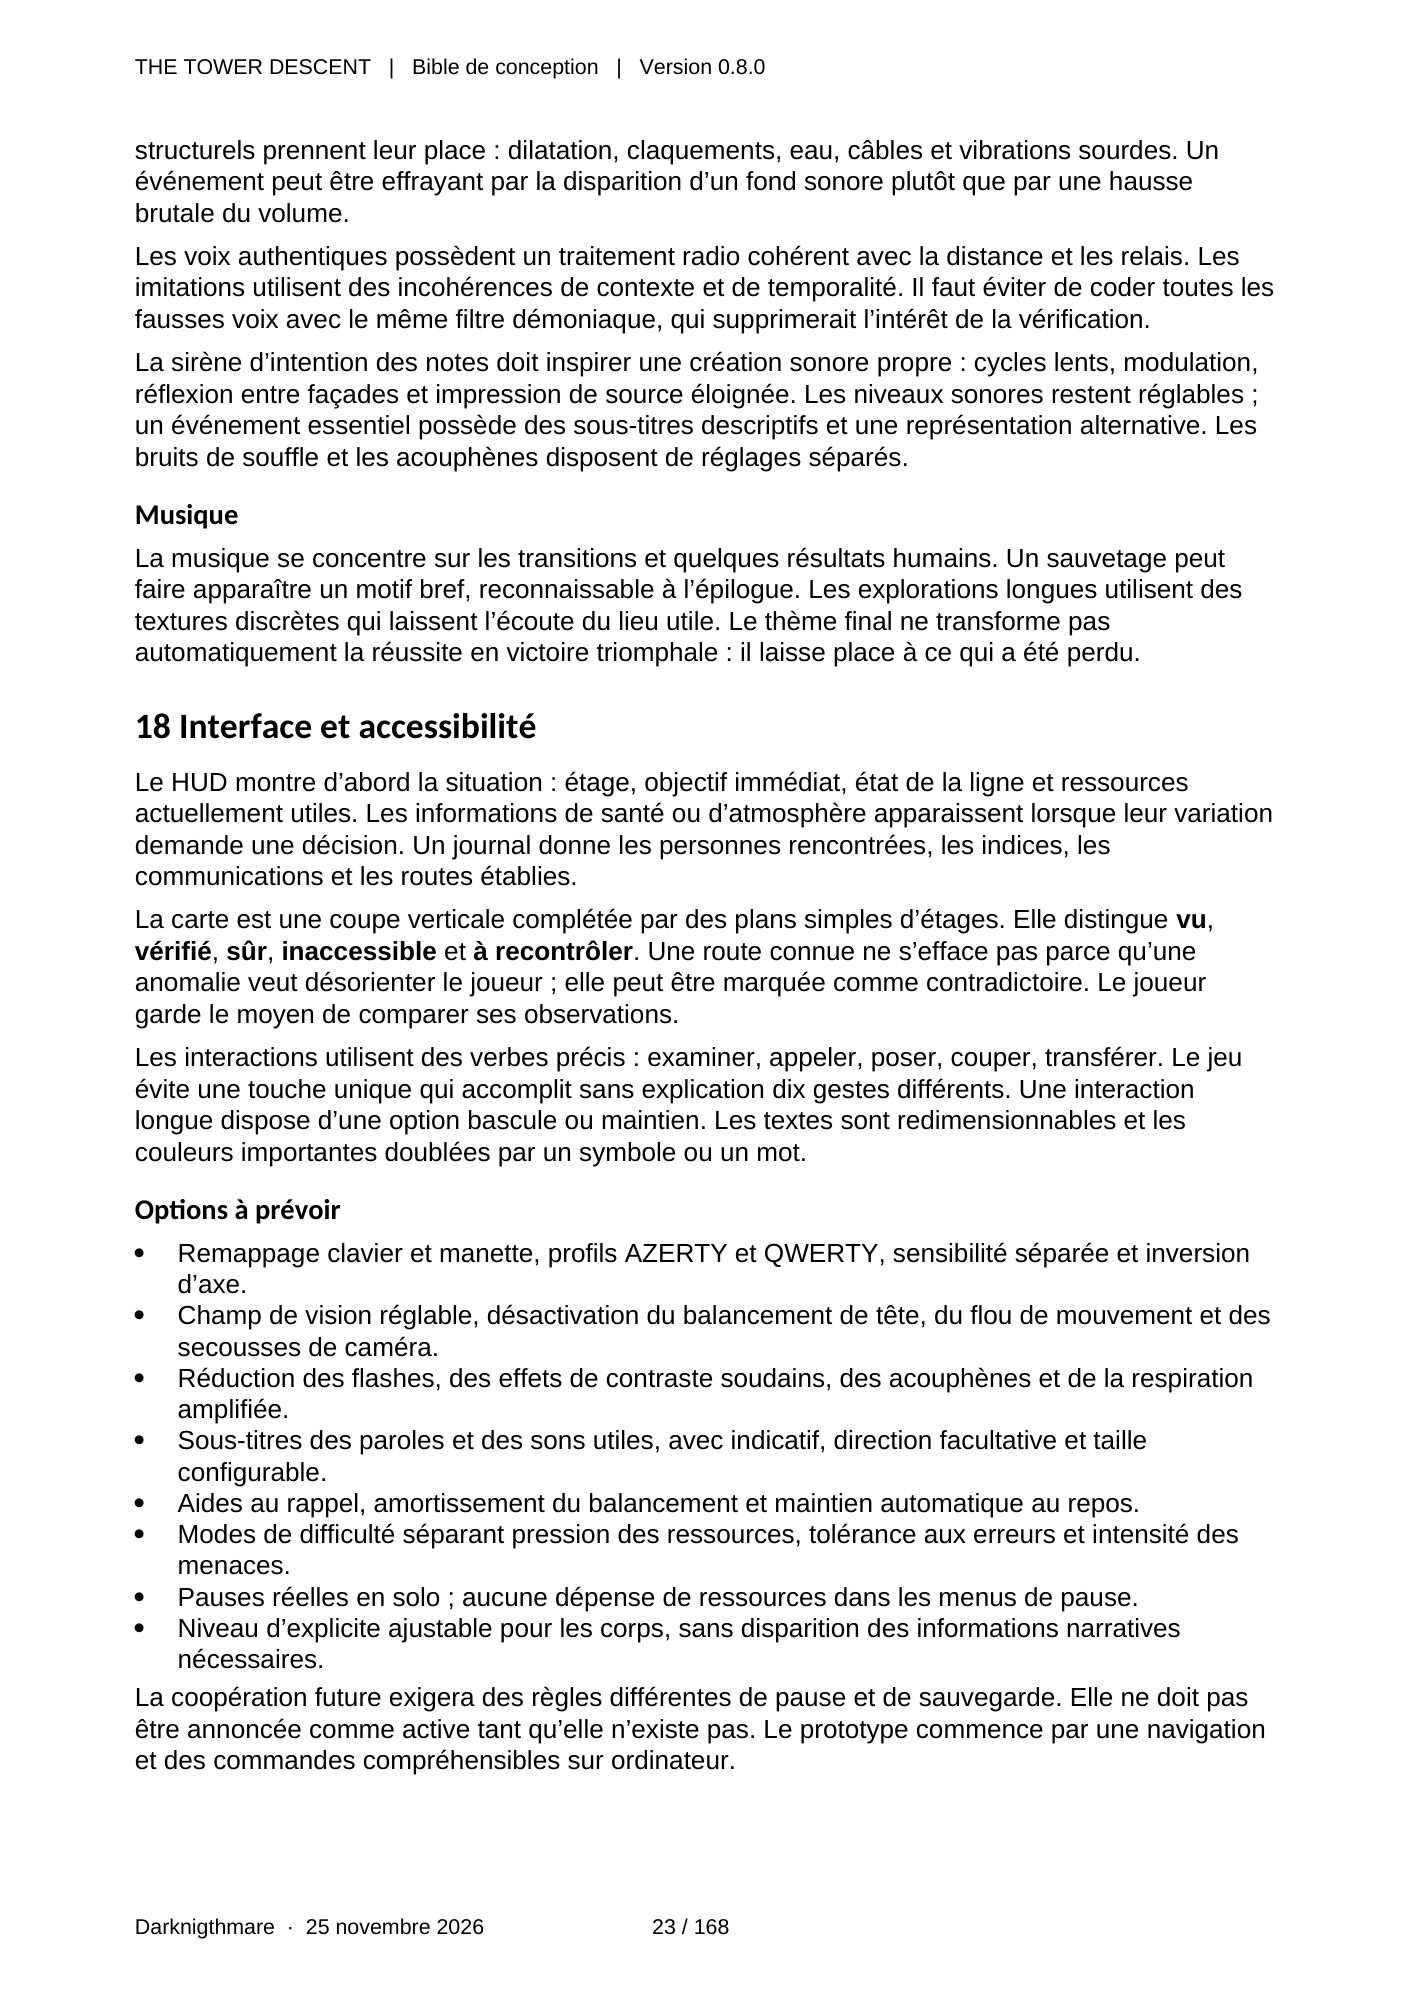 THE TOWER DESCENT | Bible de conception | Version 0.8.0
structurels prennent leur place : dilatation, claquements, eau, câbles et vibrations sourdes. Un
événement peut être effrayant par la disparition d’un fond sonore plutôt que par une hausse
brutale du volume.
Les voix authentiques possèdent un traitement radio cohérent avec la distance et les relais. Les
imitations utilisent des incohérences de contexte et de temporalité. Il faut éviter de coder toutes les
fausses voix avec le même filtre démoniaque, qui supprimerait l’intérêt de la vérification.
La sirène d’intention des notes doit inspirer une création sonore propre : cycles lents, modulation,
réflexion entre façades et impression de source éloignée. Les niveaux sonores restent réglables ;
un événement essentiel possède des sous-titres descriptifs et une représentation alternative. Les
bruits de souffle et les acouphènes disposent de réglages séparés.
Musique
La musique se concentre sur les transitions et quelques résultats humains. Un sauvetage peut
faire apparaître un motif bref, reconnaissable à l’épilogue. Les explorations longues utilisent des
textures discrètes qui laissent l’écoute du lieu utile. Le thème final ne transforme pas
automatiquement la réussite en victoire triomphale : il laisse place à ce qui a été perdu.
18 Interface et accessibilité
Le HUD montre d’abord la situation : étage, objectif immédiat, état de la ligne et ressources
actuellement utiles. Les informations de santé ou d’atmosphère apparaissent lorsque leur variation
demande une décision. Un journal donne les personnes rencontrées, les indices, les
communications et les routes établies.
La carte est une coupe verticale complétée par des plans simples d’étages. Elle distingue vu,
vérifié, sûr, inaccessible et à recontrôler. Une route connue ne s’efface pas parce qu’une
anomalie veut désorienter le joueur ; elle peut être marquée comme contradictoire. Le joueur
garde le moyen de comparer ses observations.
Les interactions utilisent des verbes précis : examiner, appeler, poser, couper, transférer. Le jeu
évite une touche unique qui accomplit sans explication dix gestes différents. Une interaction
longue dispose d’une option bascule ou maintien. Les textes sont redimensionnables et les
couleurs importantes doublées par un symbole ou un mot.
Options à prévoir
• Remappage clavier et manette, profils AZERTY et QWERTY, sensibilité séparée et inversion
d’axe.
• Champ de vision réglable, désactivation du balancement de tête, du flou de mouvement et des
secousses de caméra.
• Réduction des flashes, des effets de contraste soudains, des acouphènes et de la respiration
amplifiée.
• Sous-titres des paroles et des sons utiles, avec indicatif, direction facultative et taille
configurable.
• Aides au rappel, amortissement du balancement et maintien automatique au repos.
• Modes de difficulté séparant pression des ressources, tolérance aux erreurs et intensité des
menaces.
• Pauses réelles en solo ; aucune dépense de ressources dans les menus de pause.
• Niveau d’explicite ajustable pour les corps, sans disparition des informations narratives
nécessaires.
La coopération future exigera des règles différentes de pause et de sauvegarde. Elle ne doit pas
être annoncée comme active tant qu’elle n’existe pas. Le prototype commence par une navigation
et des commandes compréhensibles sur ordinateur.
Darknigthmare · 25 novembre 2026 23 / 168